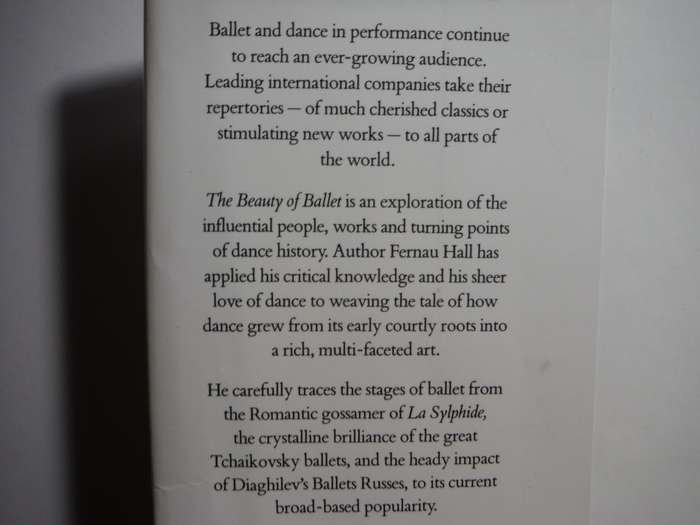 Ballet and dance in performance continue
to reach an ever-growing audience.
Leading international companies take their
repertories — of much cherished classics or
stimulating new works — to all parts of
the world.
The Beauty of Ballet is an exploration of the
influential people, works and turning points
of dance history. Author Fernau Hall has
applied his critical knowledge and his sheer
love of dance to weaving the tale of how
dance grew from its early courtly roots into
a rich, multi-faceted art.
He carefully traces the stages of ballet from
the Romantic gossamer of La Sylphide,
the crystalline brilliance of the great
Tchaikovsky ballets, and the heady impact
of Diaghilev's Ballets Russes, to its current
broad-based popularity.